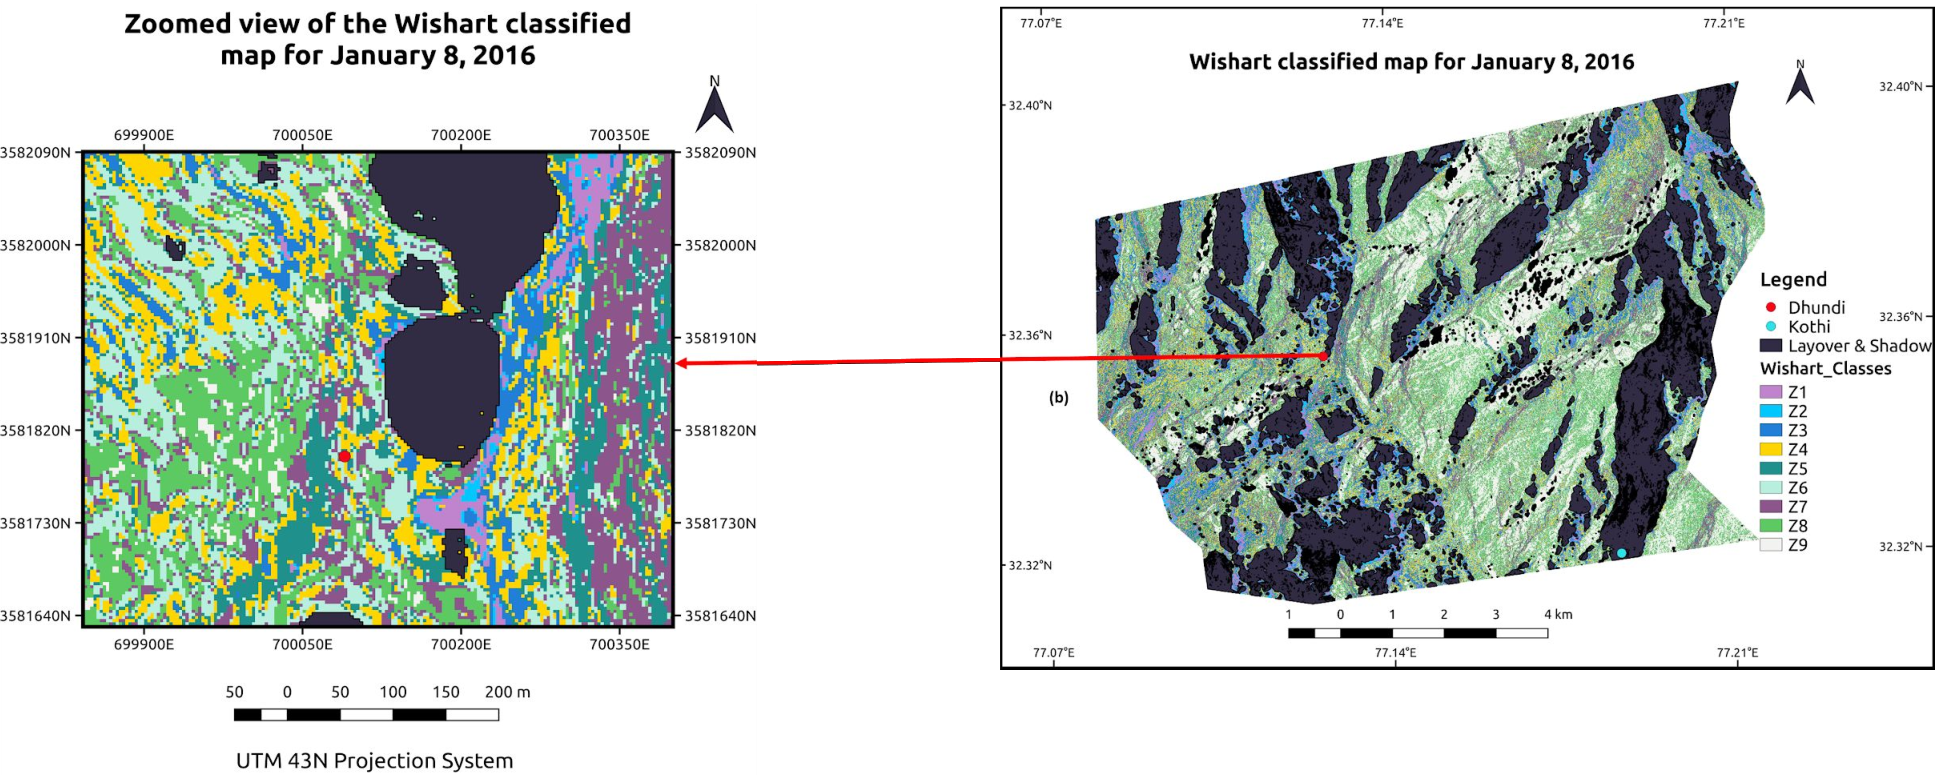 Zoomed view of the Wishart classified
map for January 8, 2016
N
699900E 700050E 700200E 700350E
3582090N 3582090N
3582000N 3582000N
3581910N 3581910N
3581820N 3581820N
3581730N 3581730N
3581640N 3581640N
699900E 700050E 700200E 700350E
50 0 50 100 150 200 m
UTM 43N Projection System
77.07°E 77.14°E 77.21°E
Wishart classified map for January 8, 2016
N
32.40°N 32.40°N
32.36°N 32.36°N
32.32°N 32.32°N
(b)
Legend
Dhundi
Kothi
Layover & Shadow
Wishart_Classes
Z1
Z2
Z3
Z4
Z5
Z6
Z7
Z8
Z9
1 0 1 2 3 4 km
77.07°E 77.14°E 77.21°E